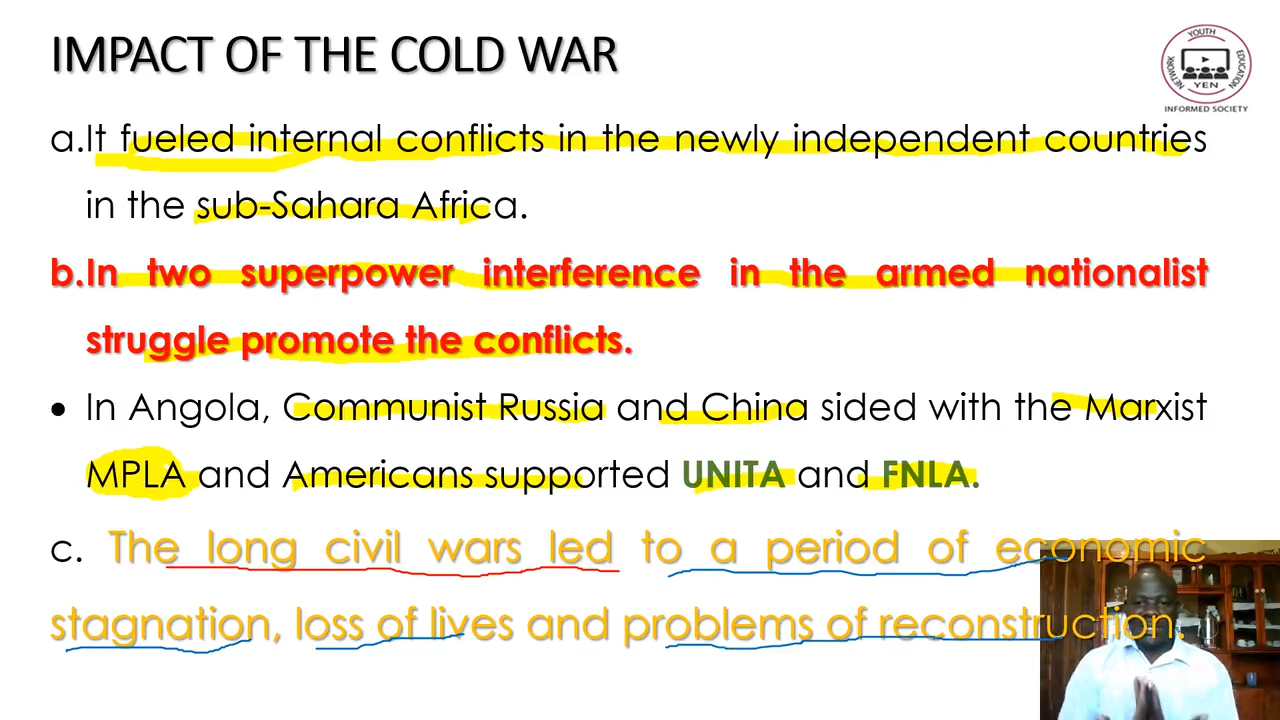 IMPACT OF THE COLD WAR
YOUTH
EDUCATION
NETWORK
YEN
INFORMED SOCIETY
a.It fueled internal conflicts in the newly independent countries
in the sub-Sahara Africa.
b.In two superpower interference in the armed nationalist
struggle promote the conflicts.
• In Angola, Communist Russia and China sided with the Marxist
MPLA and Americans supported UNITA and FNLA.
c. The long civil wars led to a period of economic
stagnation, loss of lives and problems of reconstruction.